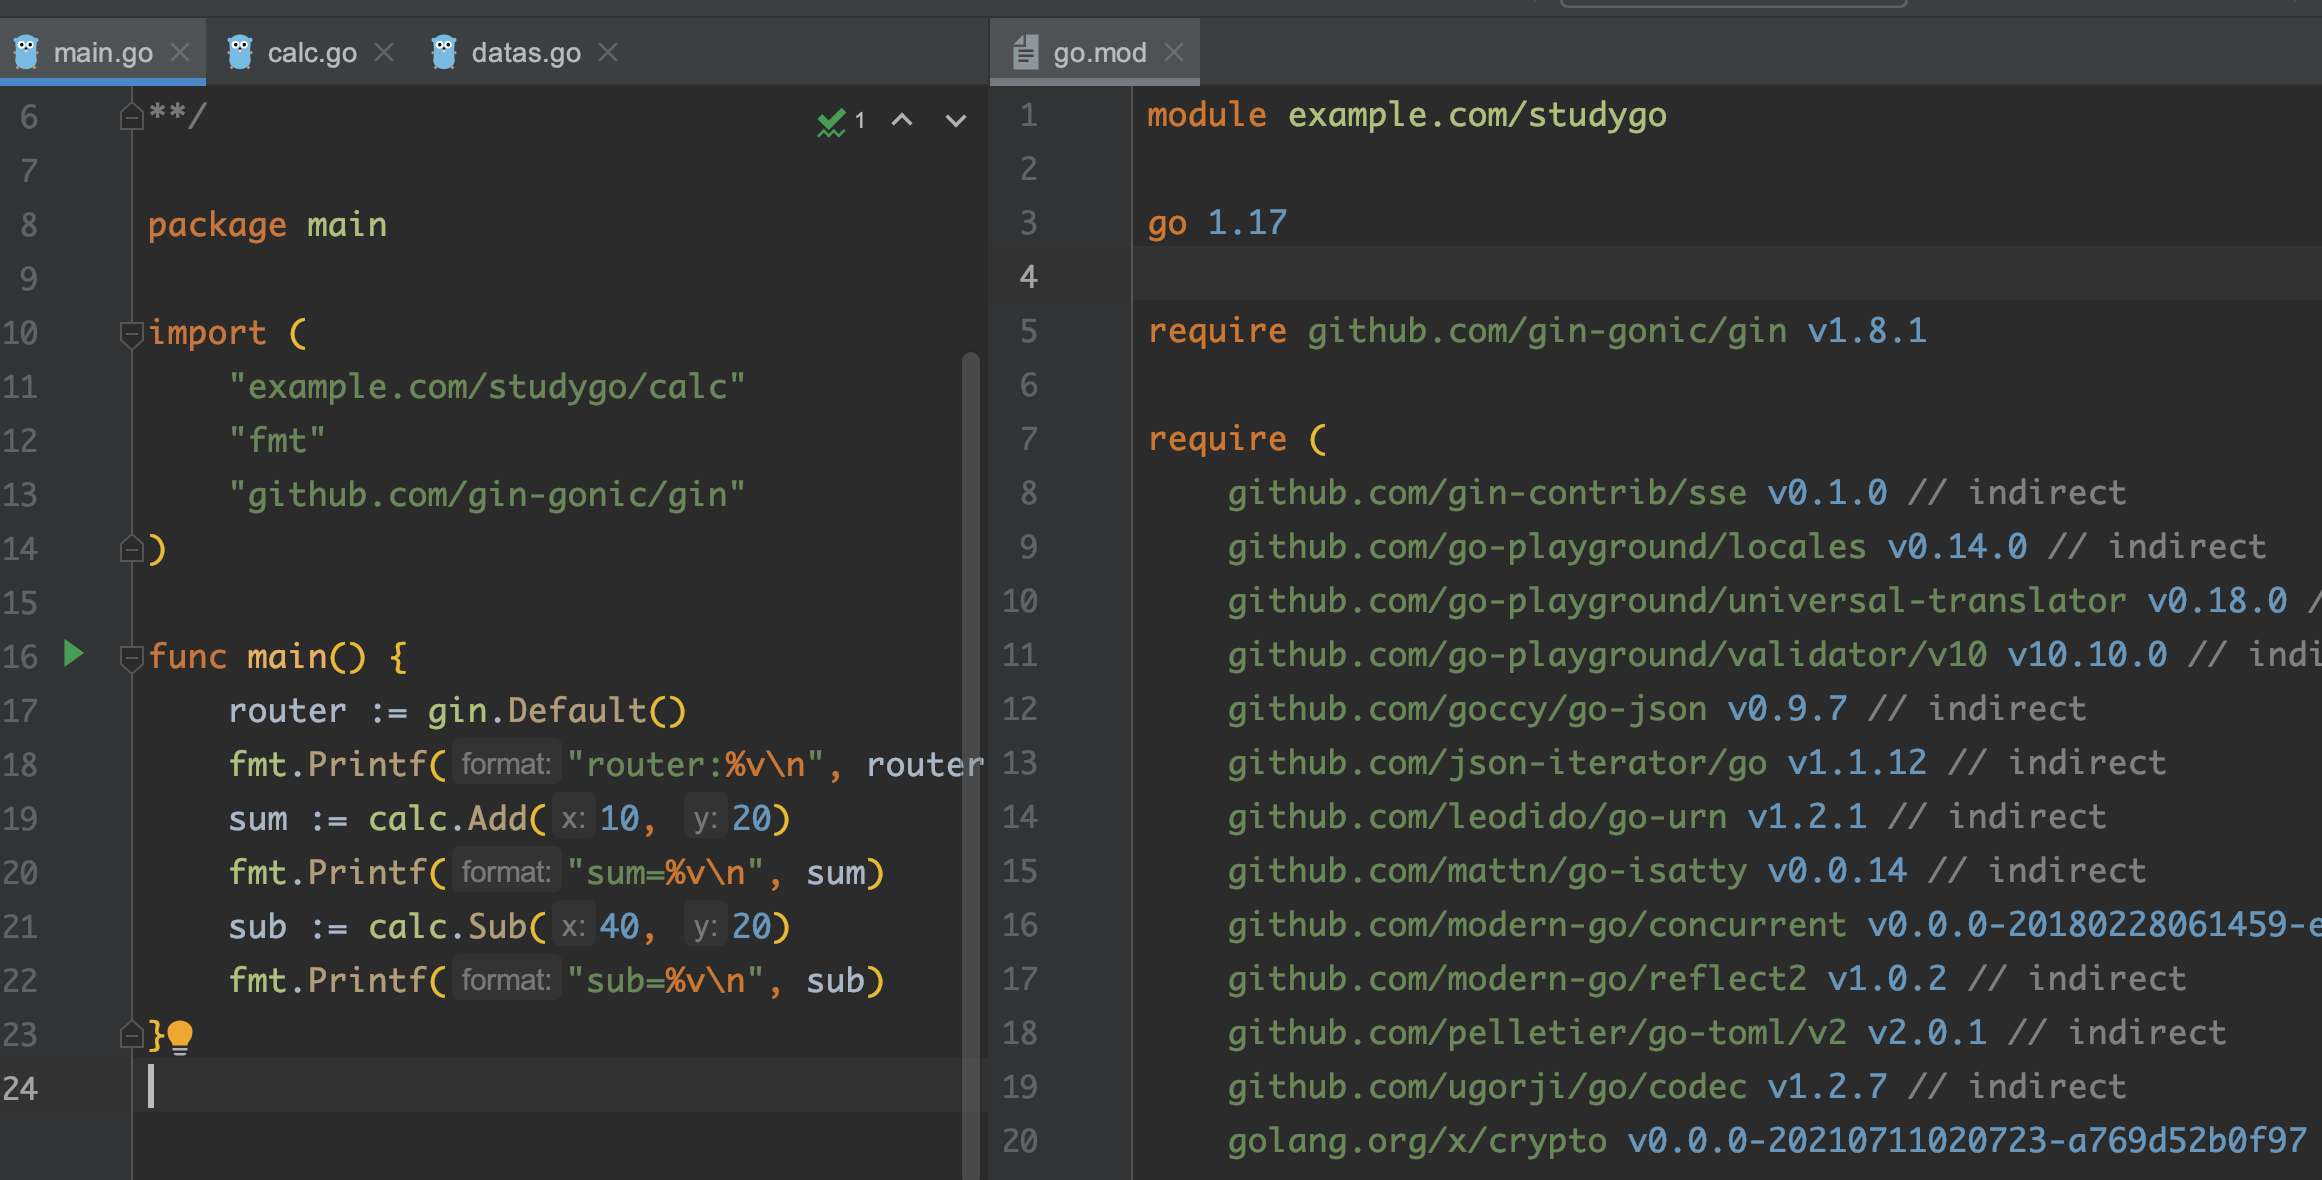 main.go
calc.go
datas.go
6 **/
1
7
8 package main
9
10 import (
11 "example.com/studygo/calc"
12 "fmt"
13 "github.com/gin-gonic/gin"
14 )
15
16 func main() {
17 router := gin.Default()
18 fmt.Printf( format: "router:%v\n", router
19 sum := calc.Add( x: 10, y: 20)
20 fmt.Printf( format: "sum=%v\n", sum)
21 sub := calc.Sub( x: 40, y: 20)
22 fmt.Printf( format: "sub=%v\n", sub)
23 }
24
go.mod
1 module example.com/studygo
2
3 go 1.17
4
5 require github.com/gin-gonic/gin v1.8.1
6
7 require (
8 github.com/gin-contrib/sse v0.1.0 // indirect
9 github.com/go-playground/locales v0.14.0 // indirect
10 github.com/go-playground/universal-translator v0.18.0 /
11 github.com/go-playground/validator/v10 v10.10.0 // indi
12 github.com/goccy/go-json v0.9.7 // indirect
13 github.com/json-iterator/go v1.1.12 // indirect
14 github.com/leodido/go-urn v1.2.1 // indirect
15 github.com/mattn/go-isatty v0.0.14 // indirect
16 github.com/modern-go/concurrent v0.0.0-20180228061459-e
17 github.com/modern-go/reflect2 v1.0.2 // indirect
18 github.com/pelletier/go-toml/v2 v2.0.1 // indirect
19 github.com/ugorji/go/codec v1.2.7 // indirect
20 golang.org/x/crypto v0.0.0-20210711020723-a769d52b0f97